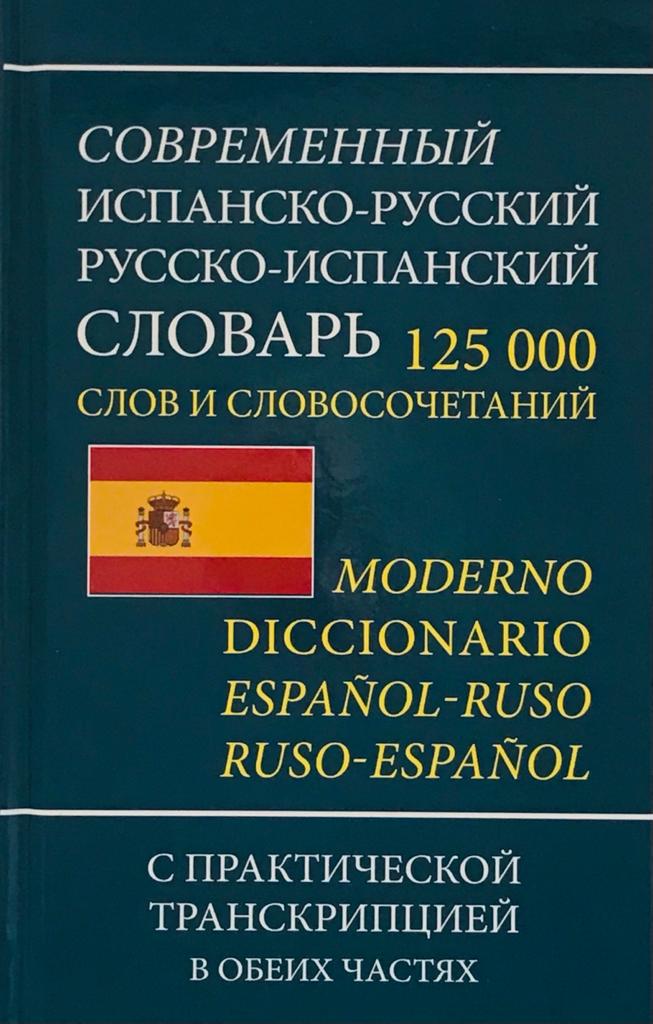 СОВРЕМЕННЫЙ
ИСПАНСКО-РУССКИЙ
РУССКО-ИСПАНСКИЙ
СЛОВАРЬ 125 000
СЛОВ И СЛОВОСОЧЕТАНИЙ
MODERNO
DICCIONARIO
ESPAÑOL-RUSO
RUSO-ESPAÑOL
С ПРАКТИЧЕСКОЙ
ТРАНСКРИПЦИЕЙ
В ОБЕИХ ЧАСТЯХ